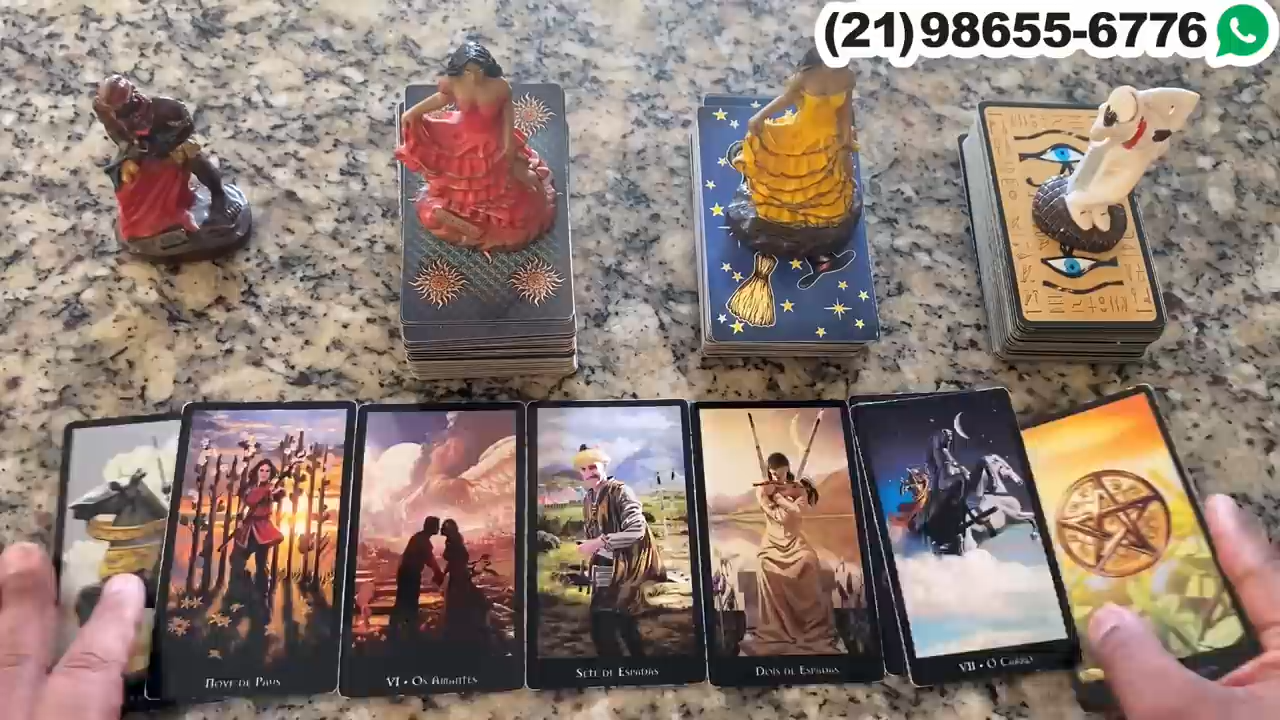 (21)98655-6776
Nove de Paus
VI • Os Amantes
Sete de Espadas
Dois de Espadas
VII • O Carro